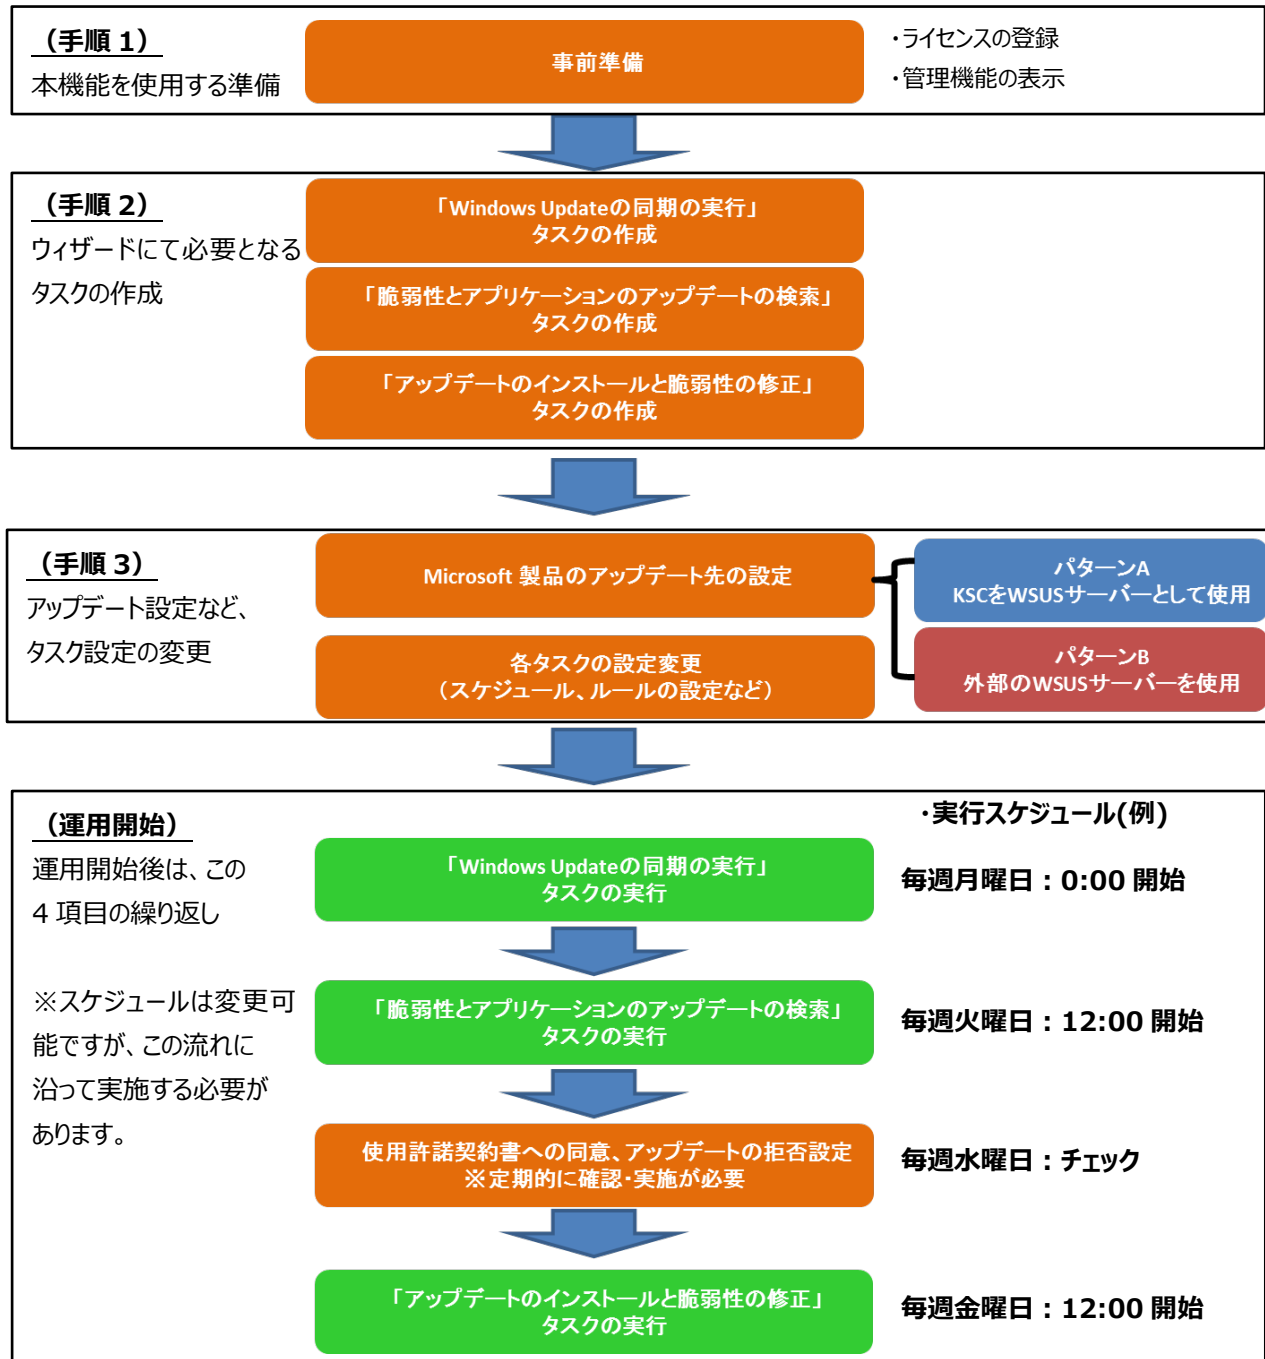 （手順 1）
本機能を使用する準備
事前準備
・ライセンスの登録
・管理機能の表示
（手順 2）
ウィザードにて必要となる
タスクの作成
「Windows Updateの同期の実行」
タスクの作成
「脆弱性とアプリケーションのアップデートの検索」
タスクの作成
「アップデートのインストールと脆弱性の修正」
タスクの作成
（手順 3）
アップデート設定など、
タスク設定の変更
Microsoft 製品のアップデート先の設定
各タスクの設定変更
（スケジュール、ルールの設定など）
パターンA
KSCをWSUSサーバーとして使用
パターンB
外部のWSUSサーバーを使用
（運用開始）
運用開始後は、この
4 項目の繰り返し
※スケジュールは変更可
能ですが、この流れに
沿って実施する必要が
あります。
・実行スケジュール(例)
「Windows Updateの同期の実行」
タスクの実行
毎週月曜日：0:00 開始
「脆弱性とアプリケーションのアップデートの検索」
タスクの実行
毎週火曜日：12:00 開始
使用許諾契約書への同意、アップデートの拒否設定
※定期的に確認・実施が必要
毎週水曜日：チェック
「アップデートのインストールと脆弱性の修正」
タスクの実行
毎週金曜日：12:00 開始